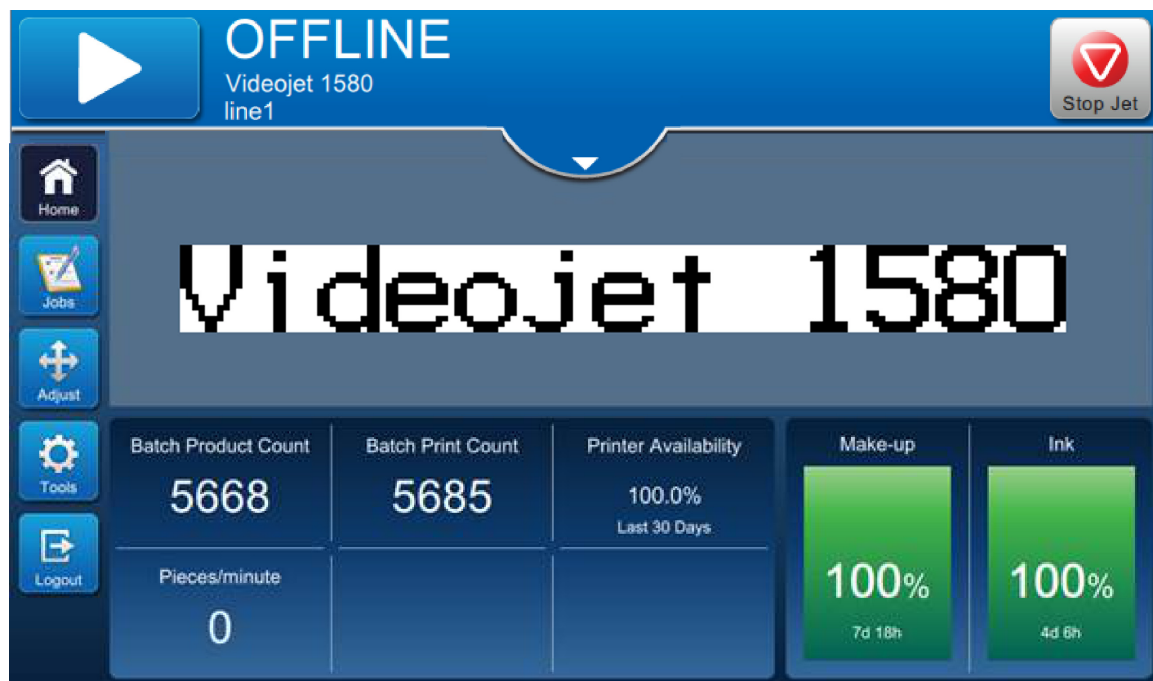 OFFLINE
Videojet 1580
line1
Stop Jet
Home
Jobs
Adjust
Tools
Logout
Videojet 1580
Batch Product Count
5668
Batch Print Count
5685
Printer Availability
100.0%
Last 30 Days
Pieces/minute
0
Make-up
100%
7d 18h
Ink
100%
4d 6h